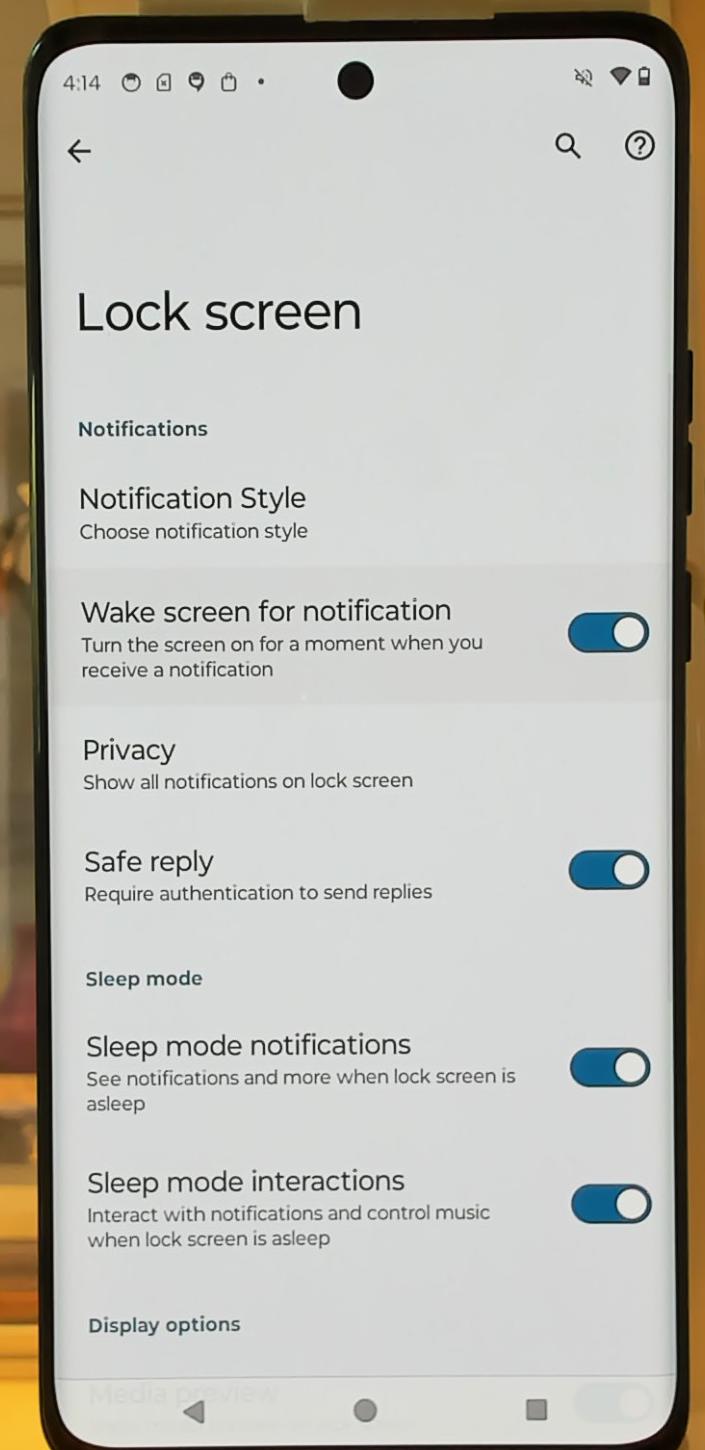 4:14
Lock screen
Notifications
Notification Style
Choose notification style
Wake screen for notification
Turn the screen on for a moment when you
receive a notification
Privacy
Show all notifications on lock screen
Safe reply
Require authentication to send replies
Sleep mode
Sleep mode notifications
See notifications and more when lock screen is
asleep
Sleep mode interactions
Interact with notifications and control music
when lock screen is asleep
Display options
Media preview